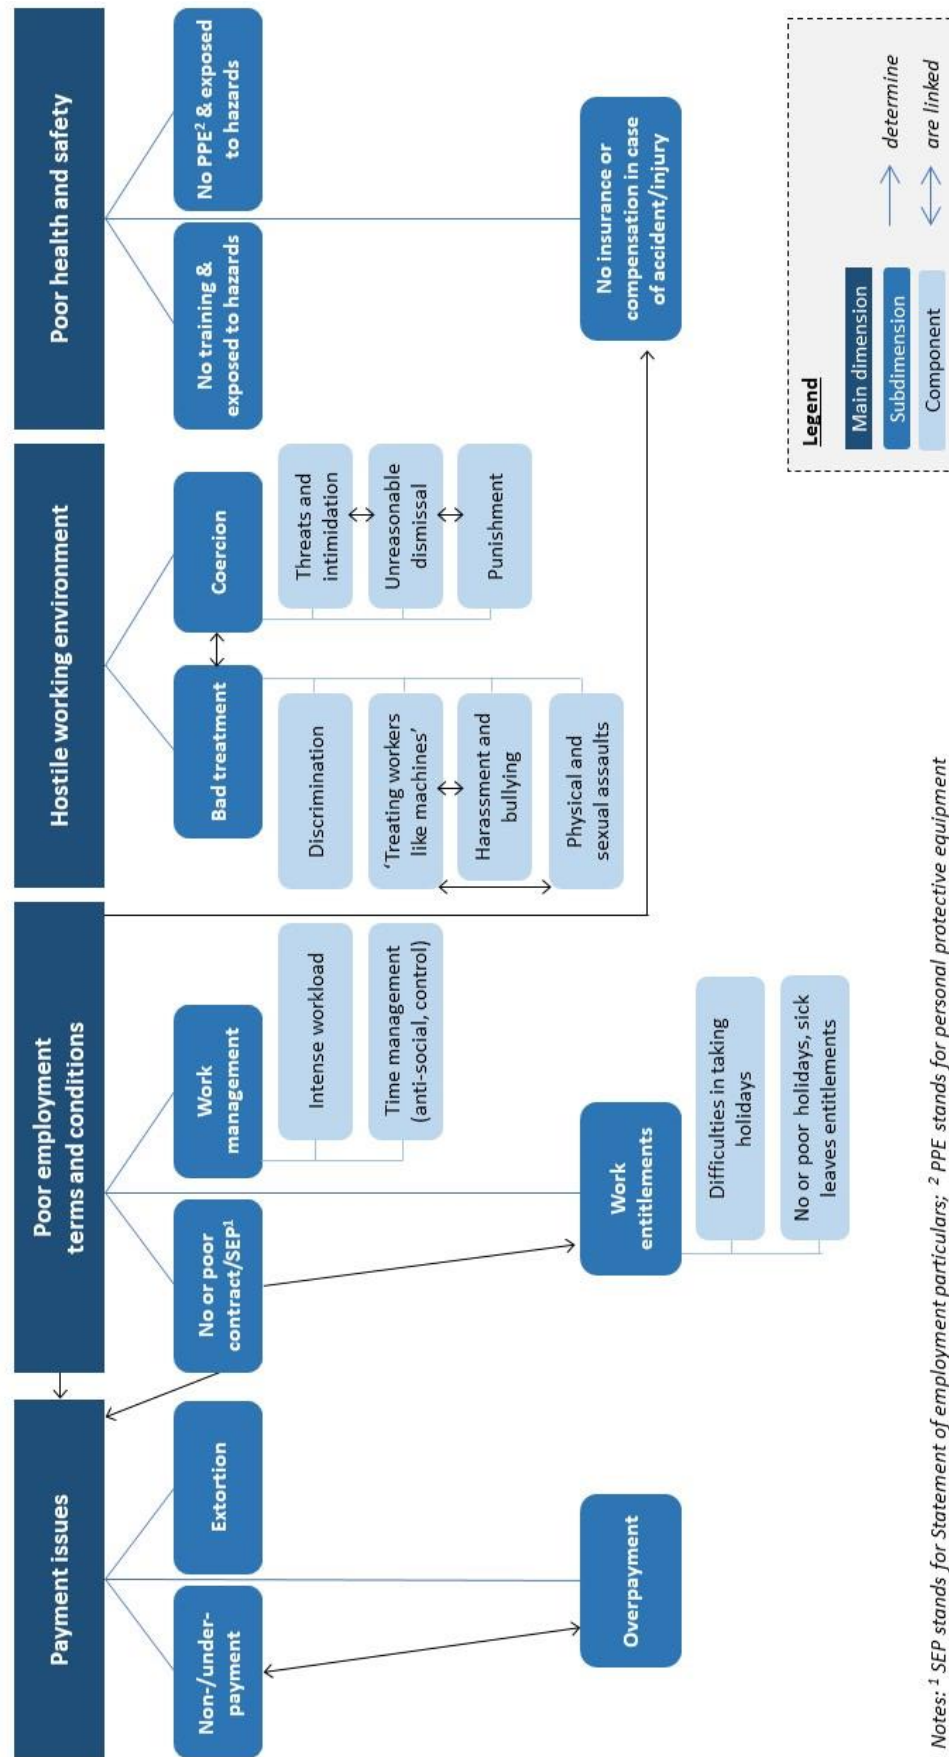 Payment issues
Non-/under-
payment
Extortion
Overpayment
Poor employment
terms and conditions
No or poor
contract/SEP¹
Work
management
Intense workload
Time management
(anti-social, control)
Work
entitlements
Difficulties in taking
holidays
No or poor holidays, sick
leaves entitlements
Hostile working environment
Bad treatment
Discrimination
‘Treating workers
like machines’
Harassment and
bullying
Physical and
sexual assaults
Coercion
Threats and
intimidation
Unreasonable
dismissal
Punishment
Poor health and safety
No training &
exposed to hazards
No PPE² & exposed
to hazards
No insurance or
compensation in case
of accident/injury
Legend
Main dimension
Subdimension
Component
determine
are linked
Notes: ¹ SEP stands for Statement of employment particulars; ² PPE stands for personal protective equipment